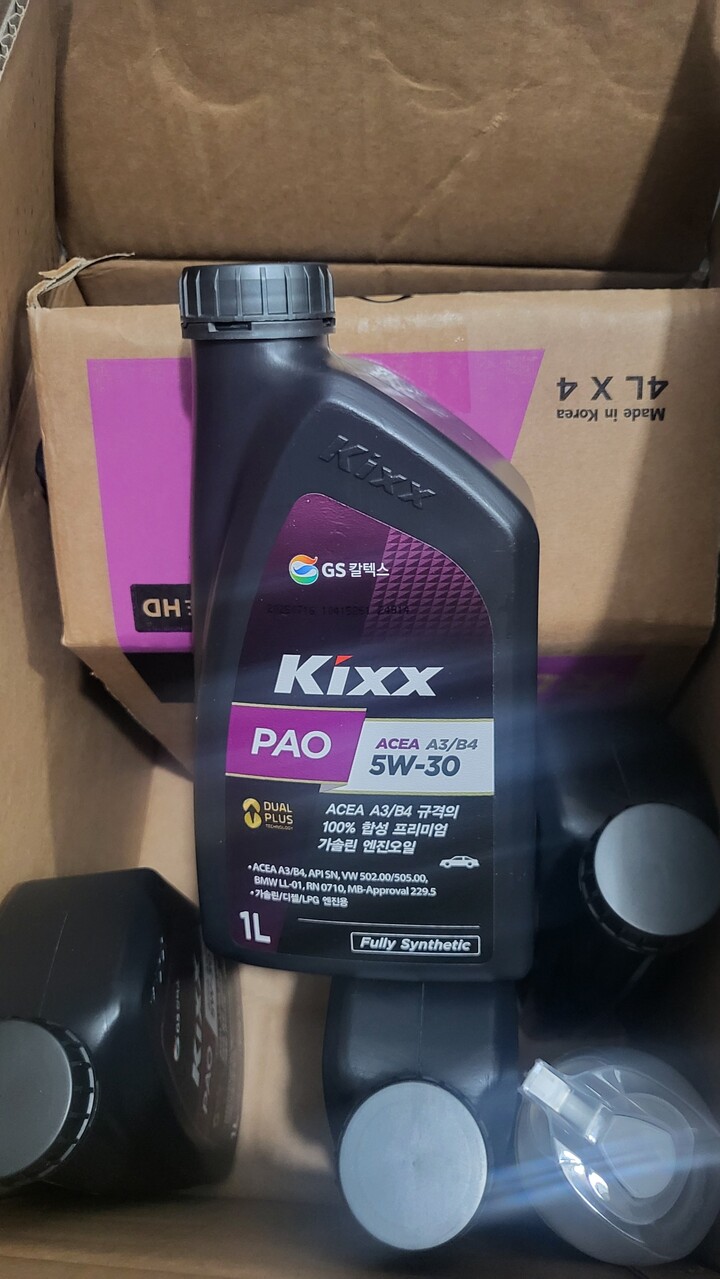 4L X 4
Made in Korea
HD
Kixx
GS 칼텍스
Kixx
PAO
ACEA A3/B4
5W-30
DUAL
PLUS
TECHNOLOGY
ACEA A3/B4 규격의
100% 합성 프리미엄
가솔린 엔진오일
• ACEA A3/B4, API SN, VW 502.00/505.00,
BMW LL-01, RN 0710, MB-Approval 229.5
• 가솔린/디젤/LPG 엔진용
1L
Fully Synthetic
Kixx
PAO